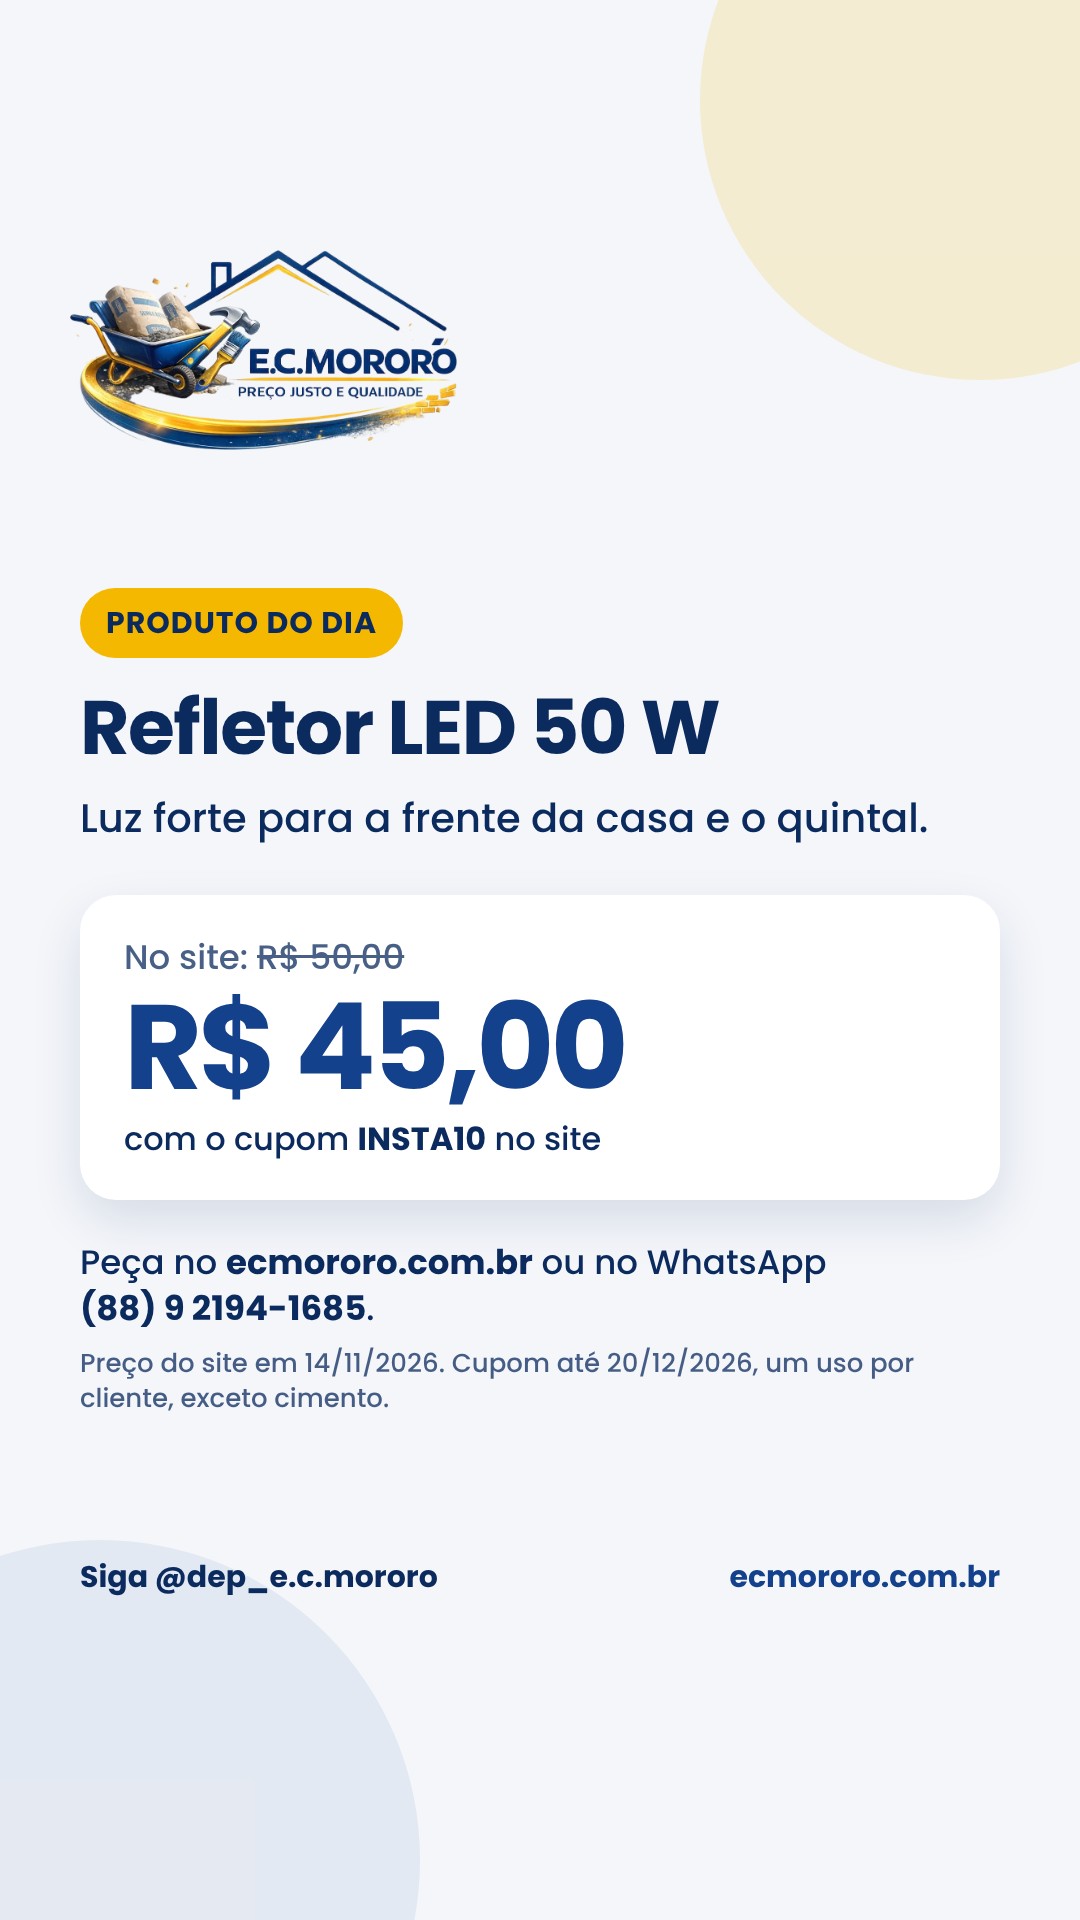 E.C.MORORÓ
PREÇO JUSTO E QUALIDADE
PRODUTO DO DIA
Refletor LED 50 W
Luz forte para a frente da casa e o quintal.
No site: R$ 50,00
R$ 45,00
com o cupom INSTA10 no site
Peça no ecmororo.com.br ou no WhatsApp
(88) 9 2194-1685.
Preço do site em 14/11/2026. Cupom até 20/12/2026, um uso por
cliente, exceto cimento.
Siga @dep_e.c.mororo
ecmororo.com.br